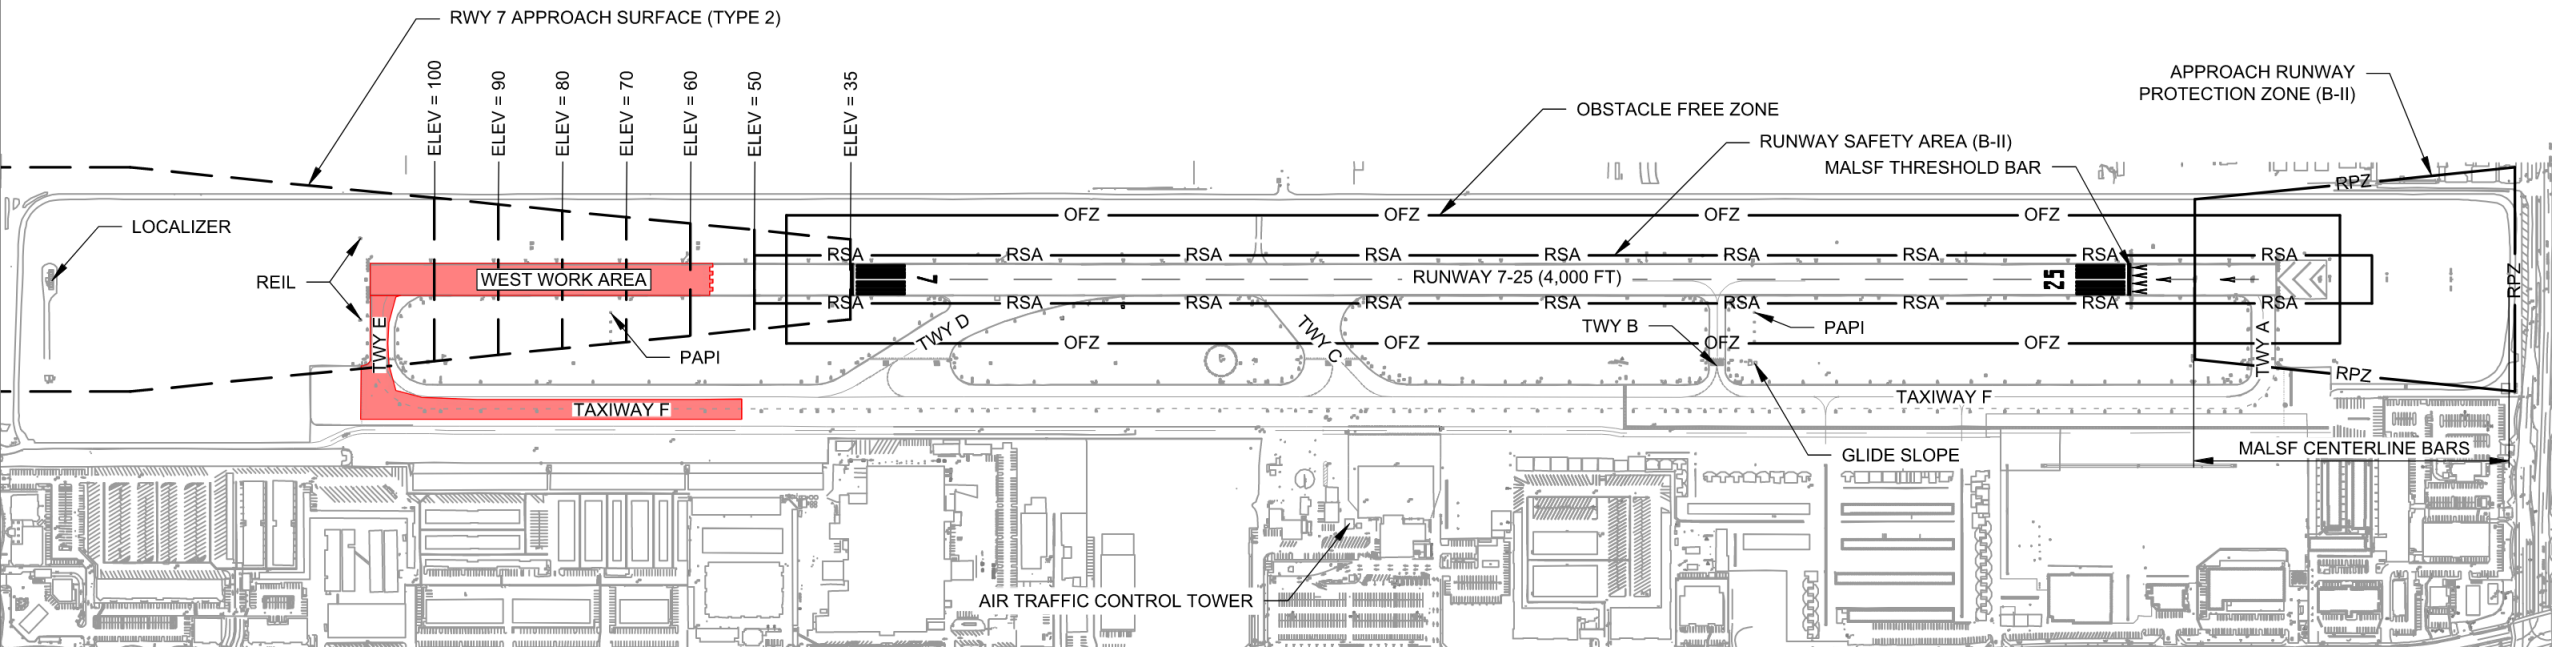 RWY 7 APPROACH SURFACE (TYPE 2)
ELEV = 100
ELEV = 90
ELEV = 80
ELEV = 70
ELEV = 60
ELEV = 50
ELEV = 35
OBSTACLE FREE ZONE
RUNWAY SAFETY AREA (B-II)
MALSF THRESHOLD BAR
APPROACH RUNWAY
PROTECTION ZONE (B-II)
RPZ
LOCALIZER
OFZ OFZ OFZ OFZ
RSA RSA RSA RSA RSA RSA RSA RSA RSA
REIL
WEST WORK AREA
7
RUNWAY 7-25 (4,000 FT)
25
RPZ
RSA RSA RSA RSA RSA RSA RSA RSA RSA
TWY E
TWY D
TWY C
TWY B
PAPI
TWY A
PAPI
OFZ OFZ OFZ OFZ
RPZ
TAXIWAY F
TAXIWAY F
GLIDE SLOPE
MALSF CENTERLINE BARS
AIR TRAFFIC CONTROL TOWER